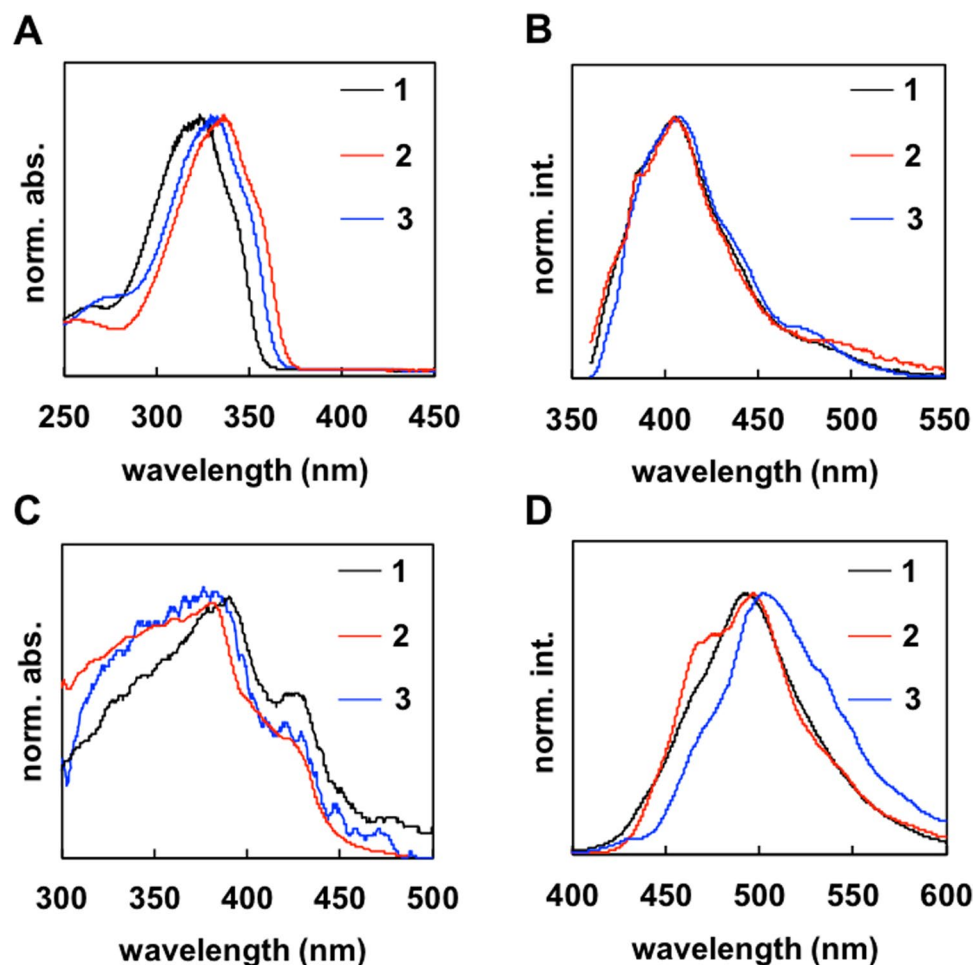 A
norm. abs.
1
2
3
250 300 350 400 450
wavelength (nm)
B
norm. int.
1
2
3
350 400 450 500 550
wavelength (nm)
C
norm. abs.
1
2
3
300 350 400 450 500
wavelength (nm)
D
norm. int.
1
2
3
400 450 500 550 600
wavelength (nm)